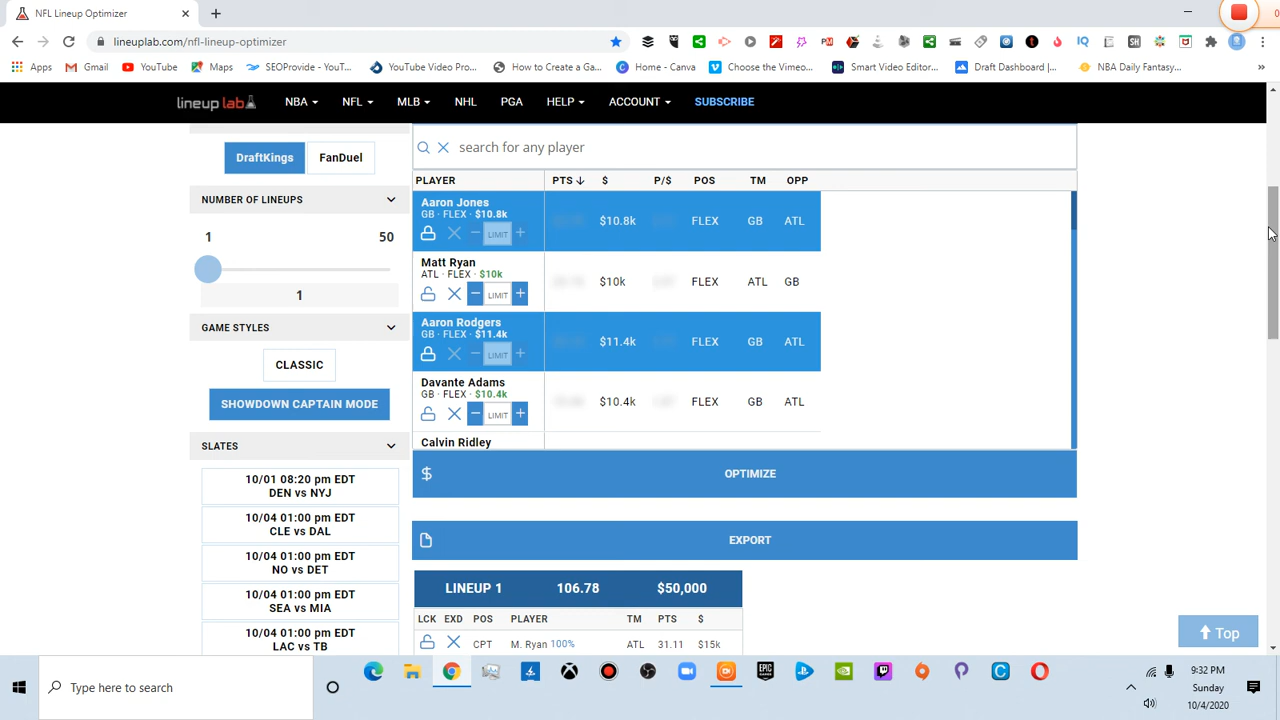 NFL Lineup Optimizer
lineuplab.com/nfl-lineup-optimizer
Apps Gmail YouTube Maps SEOProvide - YouT... YouTube Video Pro... How to Create a Ga... Home - Canva Choose the Vimeo... Smart Video Editor... Draft Dashboard |... NBA Daily Fantasy...
lineup lab NBA NFL MLB NHL PGA HELP ACCOUNT SUBSCRIBE
DraftKings FanDuel
search for any player
NUMBER OF LINEUPS
1 50
1
GAME STYLES
CLASSIC
SHOWDOWN CAPTAIN MODE
SLATES
10/01 08:20 pm EDT
DEN vs NYJ
10/04 01:00 pm EDT
CLE vs DAL
10/04 01:00 pm EDT
NO vs DET
10/04 01:00 pm EDT
SEA vs MIA
10/04 01:00 pm EDT
LAC vs TB
PLAYER PTS $ P/$ POS TM OPP
Aaron Jones
GB · FLEX · $10.8k
LIMIT
$10.8k FLEX GB ATL
Matt Ryan
ATL · FLEX · $10k
LIMIT
$10k FLEX ATL GB
Aaron Rodgers
GB · FLEX · $11.4k
LIMIT
$11.4k FLEX GB ATL
Davante Adams
GB · FLEX · $10.4k
LIMIT
$10.4k FLEX GB ATL
Calvin Ridley
$ OPTIMIZE
EXPORT
LINEUP 1 106.78 $50,000
LCK EXD POS PLAYER TM PTS $
CPT M. Ryan 100% ATL 31.11 $15k
Top
Type here to search
9:32 PM
Sunday
10/4/2020